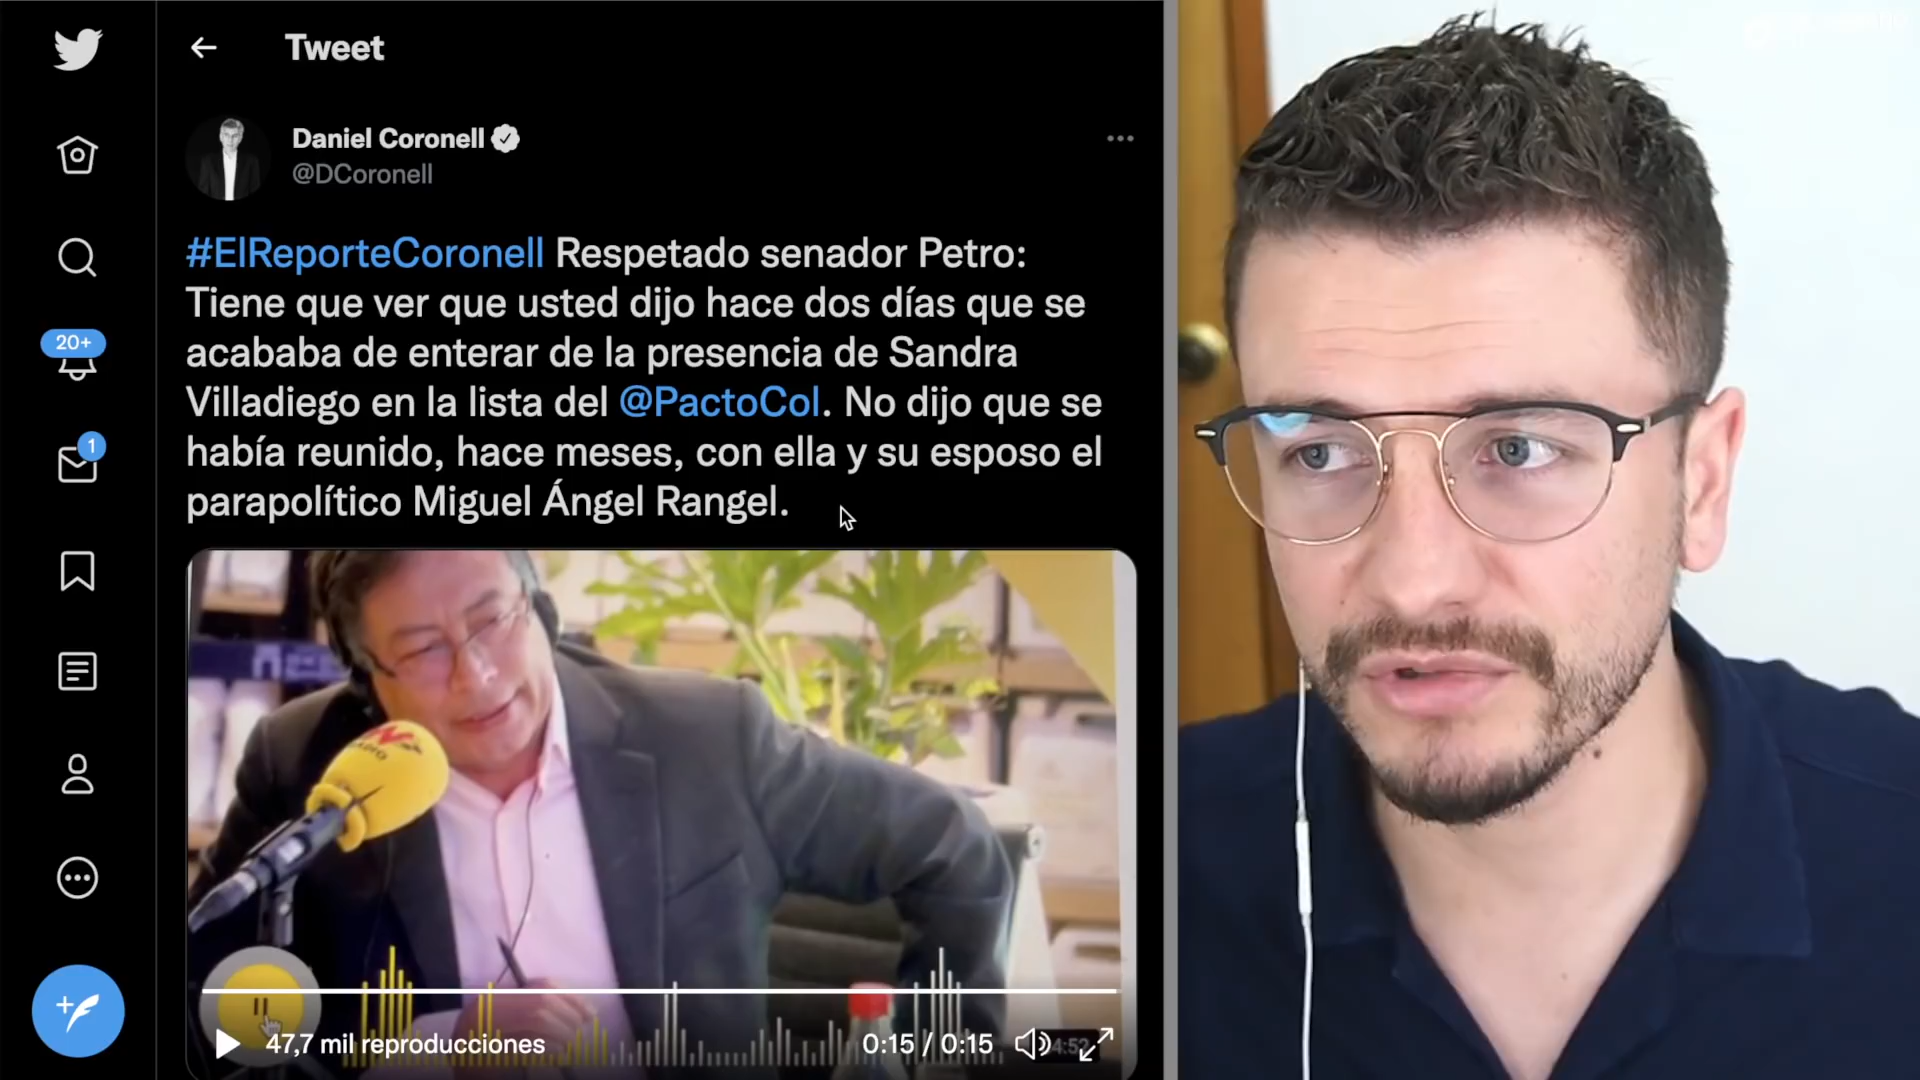 Tweet
Daniel Coronell
@DCoronell
#ElReporteCoronell Respetado senador Petro:
Tiene que ver que usted dijo hace dos días que se
acababa de enterar de la presencia de Sandra
Villadiego en la lista del @PactoCol. No dijo que se
había reunido, hace meses, con ella y su esposo el
parapolítico Miguel Ángel Rangel.
20+
1
47,7 mil reproducciones
0:15 / 0:15
4:52